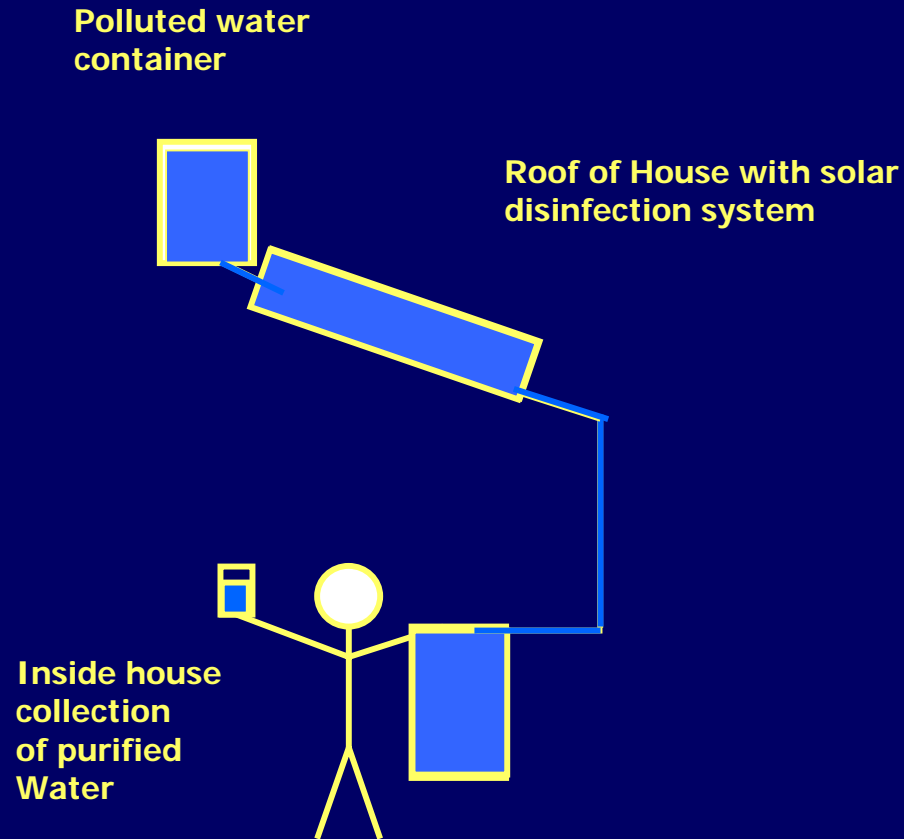 Polluted water
container
Roof of House with solar
disinfection system
Inside house
collection
of purified
Water